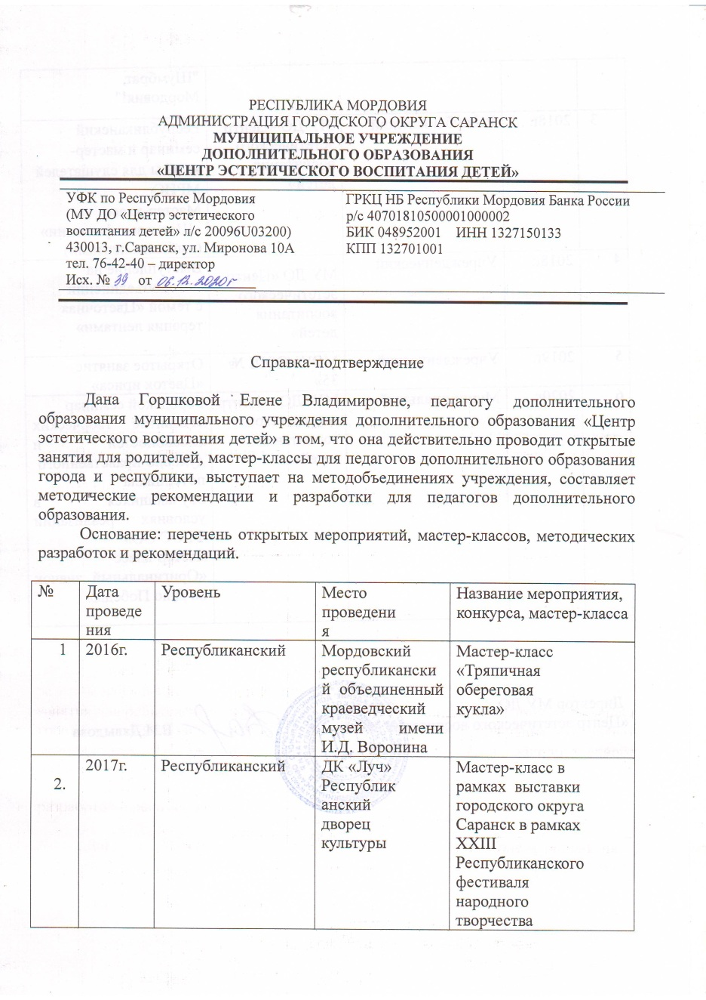 РЕСПУБЛИКА МОРДОВИЯ
АДМИНИСТРАЦИЯ ГОРОДСКОГО ОКРУГА САРАНСК
МУНИЦИПАЛЬНОЕ УЧРЕЖДЕНИЕ
ДОПОЛНИТЕЛЬНОГО ОБРАЗОВАНИЯ
«ЦЕНТР ЭСТЕТИЧЕСКОГО ВОСПИТАНИЯ ДЕТЕЙ»
УФК по Республике Мордовия
(МУ ДО «Центр эстетического
воспитания детей» л/с 20096U03200)
430013, г.Саранск, ул. Миронова 10А
тел. 76-42-40 – директор
Исх. № 39 от 06.12.2020г
ГРКЦ НБ Республики Мордовия Банка России
р/с 40701810500001000002
БИК 048952001 ИНН 1327150133
КПП 132701001
Справка-подтверждение
Дана Горшковой Елене Владимировне, педагогу дополнительного
образования муниципального учреждения дополнительного образования «Центр
эстетического воспитания детей» в том, что она действительно проводит открытые
занятия для родителей, мастер-классы для педагогов дополнительного образования
города и республики, выступает на методобъединениях учреждения, составляет
методические рекомендации и разработки для педагогов дополнительного
образования.
Основание: перечень открытых мероприятий, мастер-классов, методических
разработок и рекомендаций.
№
Дата
проведе
ния
Уровень
Место
проведени
я
Название мероприятия,
конкурса, мастер-класса
1
2016г.
Республиканский
Мордовский
республикански
й объединенный
краеведческий
музей имени
И.Д. Воронина
Мастер-класс
«Тряпичная
обереговая
кукла»
2.
2017г.
Республиканский
ДК «Луч»
Республик
анский
дворец
культуры
Мастер-класс в
рамках выставки
городского округа
Саранск в рамках
XXIII
Республиканского
фестиваля
народного
творчества